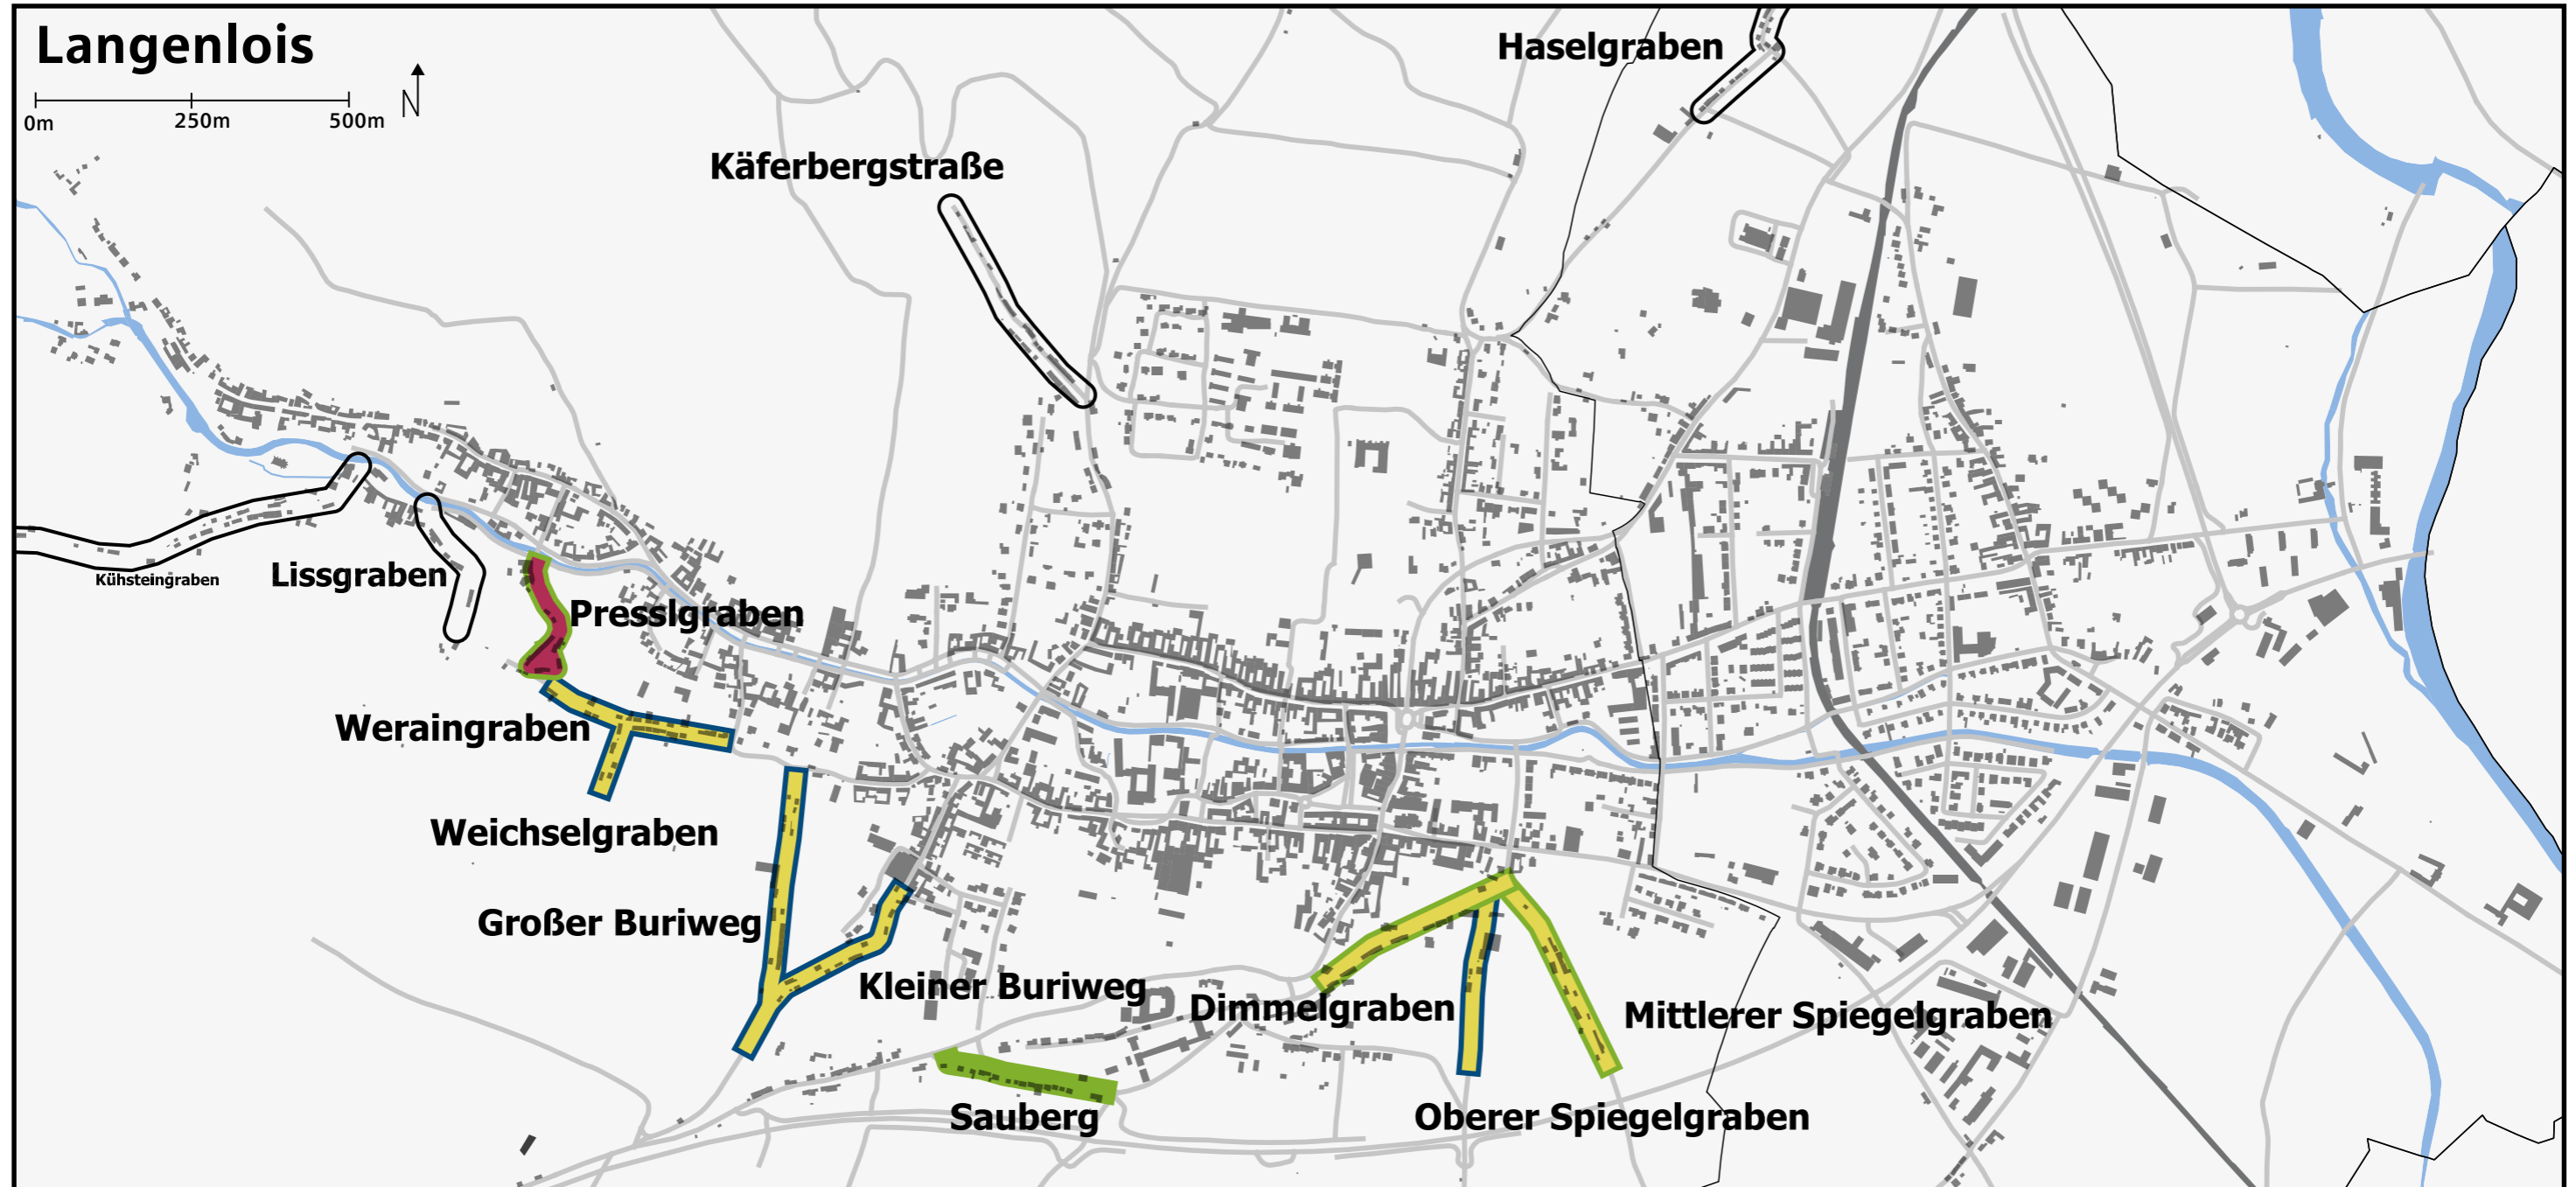 Langenlois
0m 250m 500m
N
Haselgraben
Käferbergstraße
Kühsteingraben
Lissgraben
Presslgraben
Weraingraben
Weichselgraben
Großer Buriweg
Kleiner Buriweg
Dimmelgraben
Mittlerer Spiegelgraben
Sauberg
Oberer Spiegelgraben